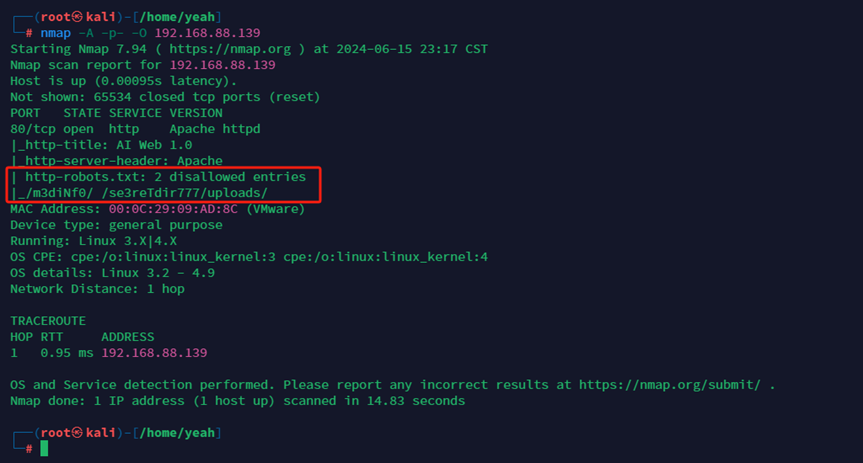 ┌──(root㉿kali)-[/home/yeah]
└─# nmap -A -p- -O 192.168.88.139
Starting Nmap 7.94 ( https://nmap.org ) at 2024-06-15 23:17 CST
Nmap scan report for 192.168.88.139
Host is up (0.00095s latency).
Not shown: 65534 closed tcp ports (reset)
PORT   STATE SERVICE VERSION
80/tcp open  http    Apache httpd
|_http-title: AI Web 1.0
|_http-server-header: Apache
| http-robots.txt: 2 disallowed entries
|_/m3diNf0/ /se3reTdir777/uploads/
MAC Address: 00:0C:29:09:AD:8C (VMware)
Device type: general purpose
Running: Linux 3.X|4.X
OS CPE: cpe:/o:linux:linux_kernel:3 cpe:/o:linux:linux_kernel:4
OS details: Linux 3.2 - 4.9
Network Distance: 1 hop
TRACEROUTE
HOP RTT     ADDRESS
1   0.95 ms 192.168.88.139
OS and Service detection performed. Please report any incorrect results at https://nmap.org/submit/ .
Nmap done: 1 IP address (1 host up) scanned in 14.83 seconds
┌──(root㉿kali)-[/home/yeah]
└─#